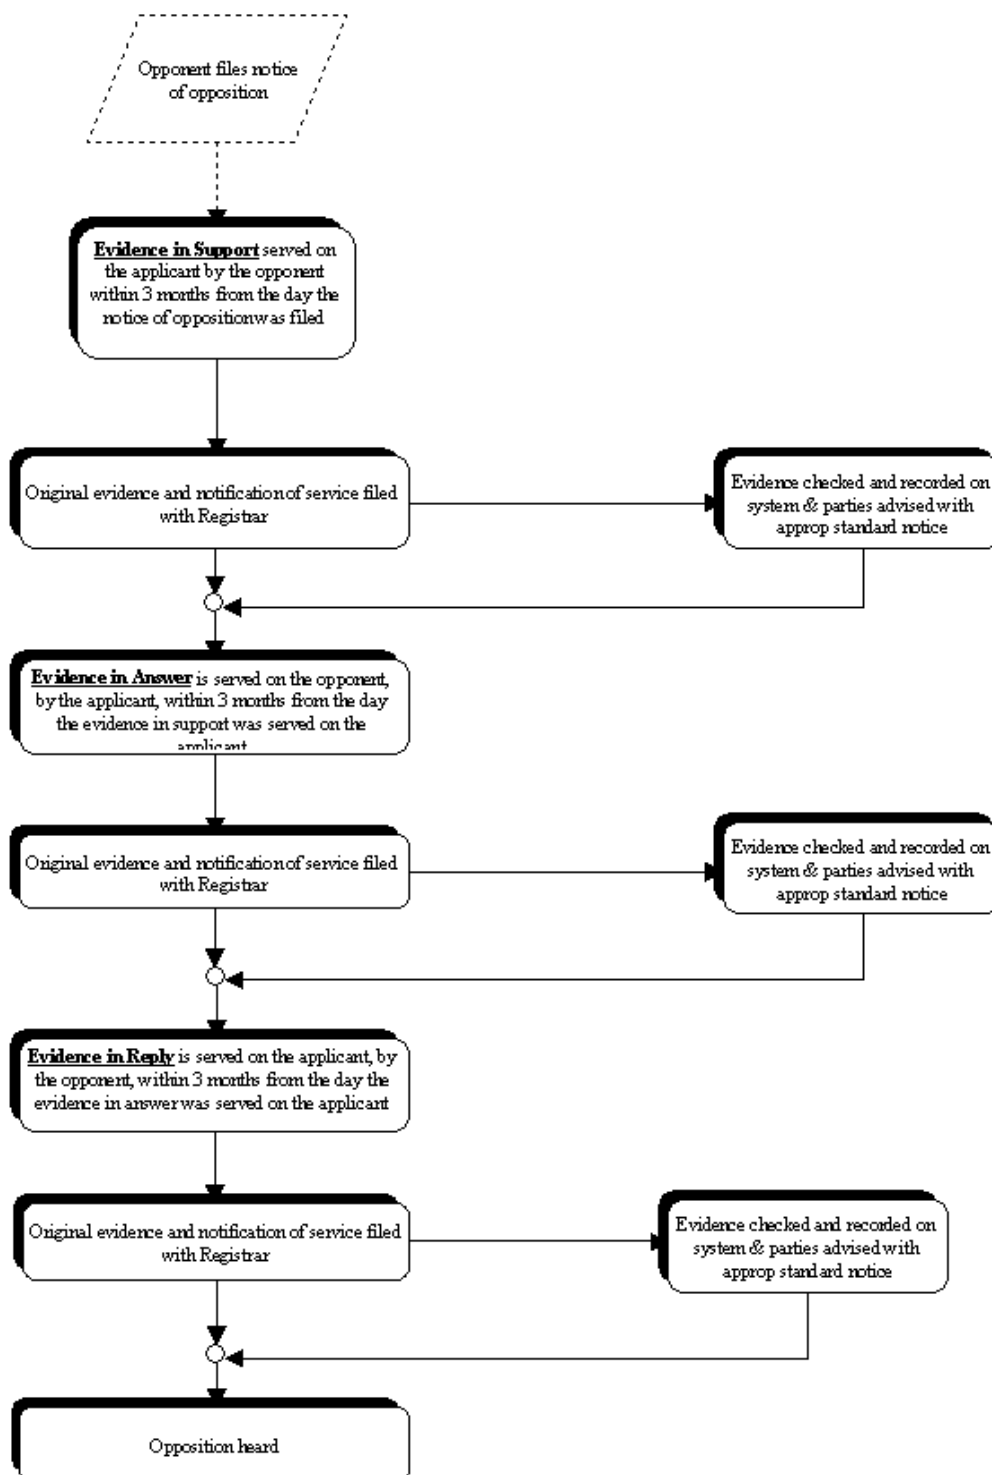 Opponent files notice
of opposition
Evidence in Support served on
the applicant by the opponent
within 3 months from the day the
notice of opposition was filed
Original evidence and notification of service filed
with Registrar
Evidence checked and recorded on
system & parties advised with
approp standard notice
Evidence in Answer is served on the opponent,
by the applicant, within 3 months from the day
the evidence in support was served on the
applicant
Original evidence and notification of service filed
with Registrar
Evidence checked and recorded on
system & parties advised with
approp standard notice
Evidence in Reply is served on the applicant, by
the opponent, within 3 months from the day the
evidence in answer was served on the applicant
Original evidence and notification of service filed
with Registrar
Evidence checked and recorded on
system & parties advised with
approp standard notice
Opposition heard